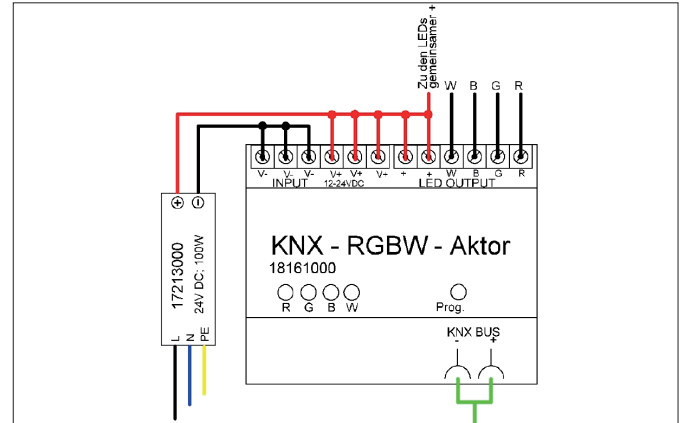 Zu den LEDs
gemeinsamer +
W B G R
V- V- V- V+ V+ V+ + + W B G R
INPUT 12-24VDC LED OUTPUT
+ -
17213000
24V DC; 100W
L N PE
KNX - RGBW - Aktor
18161000
R G B W
Prog.
KNX BUS
- +